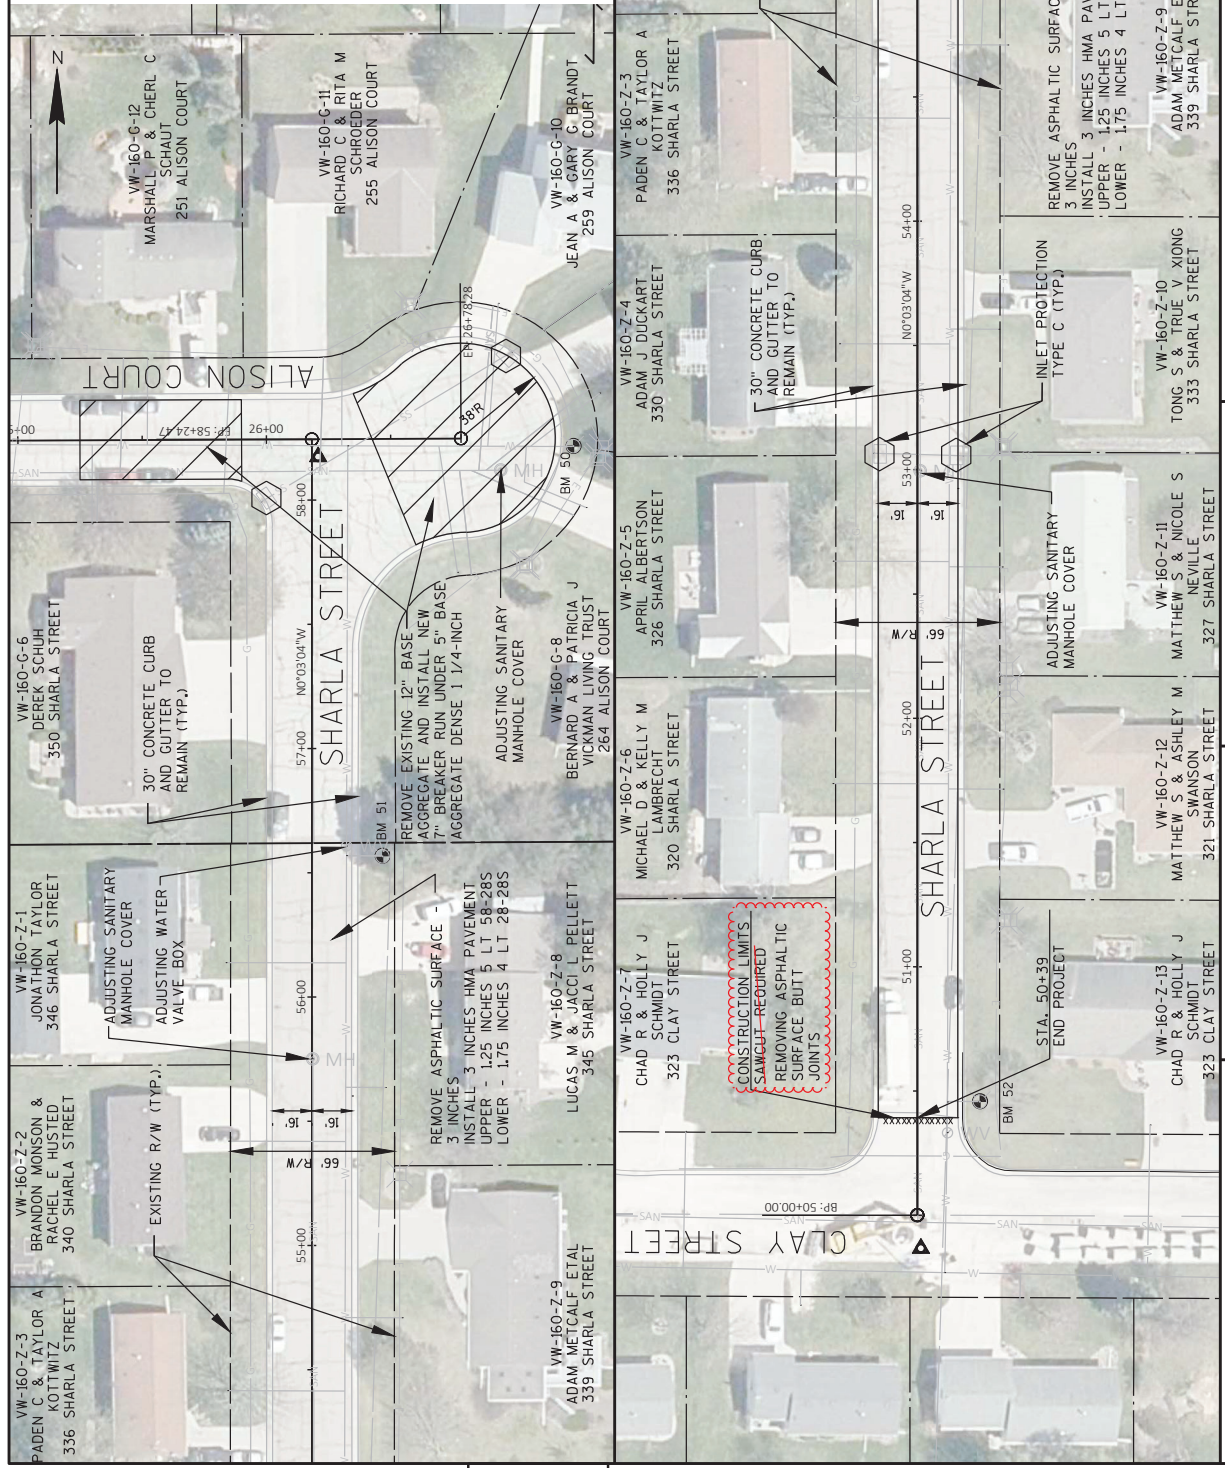 N
VW-160-G-12
MARSHALL P & CHERL C
SCHAUT
251 ALISON COURT
VW-160-G-11
RICHARD C & RITA M
SCHROEDER
255 ALISON COURT
VW-160-G-10
JEAN A & GARY G BRANDT
259 ALISON COURT
ALISON COURT
EP: 58+24.47
26+00
EP: 26+78.28
38'R
MH
BM 50
SAN
58+00
VW-160-G-6
DEREK SCHUH
350 SHARLA STREET
30" CONCRETE CURB
AND GUTTER TO
REMAIN (TYP.)
N0°03'04"W
SHARLA STREET
57+00
REMOVE EXISTING 12" BASE
AGGREGATE AND INSTALL NEW
7" BREAKER RUN UNDER 5" BASE
AGGREGATE DENSE 1 1/4-INCH
ADJUSTING SANITARY
MANHOLE COVER
VW-160-G-8
BERNARD A & PATRICIA J
VICKMAN LIVING TRUST
264 ALISON COURT
BM 51
VW-160-Z-1
JONATHON TAYLOR
346 SHARLA STREET
ADJUSTING SANITARY
MANHOLE COVER
ADJUSTING WATER
VALVE BOX
56+00
MH
REMOVE ASPHALTIC SURFACE -
3 INCHES
INSTALL 3 INCHES HMA PAVEMENT
UPPER - 1.25 INCHES 5 LT 58-28S
LOWER - 1.75 INCHES 4 LT 28-28S
VW-160-Z-8
LUCAS M & JACCI L PELLETT
345 SHARLA STREET
VW-160-Z-2
BRANDON MONSON &
RACHEL E HUSTED
340 SHARLA STREET
EXISTING R/W (TYP.)
16'
16'
66' R/W
55+00
VW-160-Z-3
PADEN C & TAYLOR A
KOTTWITZ
336 SHARLA STREET
VW-160-Z-9
ADAM METCALF ETAL
339 SHARLA STREET
VW-160-Z-3
PADEN C & TAYLOR A
KOTTWITZ
336 SHARLA STREET
REMOVE ASPHALTIC SURFAC
3 INCHES
INSTALL 3 INCHES HMA PAV
UPPER - 1.25 INCHES 5 LT
LOWER - 1.75 INCHES 4 LT
VW-160-Z-9
ADAM METCALF E
339 SHARLA STR
54+00
VW-160-Z-4
ADAM J DUCKART
330 SHARLA STREET
30" CONCRETE CURB
AND GUTTER TO
REMAIN (TYP.)
N0°03'04"W
INLET PROTECTION
TYPE C (TYP.)
VW-160-Z-10
TONG S & TRUE V XIONG
333 SHARLA STREET
53+00
16'
16'
VW-160-Z-5
APRIL ALBERTSON
326 SHARLA STREET
66' R/W
ADJUSTING SANITARY
MANHOLE COVER
VW-160-Z-11
MATTHEW S & NICOLE S
NEVILLE
327 SHARLA STREET
VW-160-Z-6
MICHAEL D & KELLY M
LAMBRECHT
320 SHARLA STREET
52+00
SHARLA STREET
VW-160-Z-12
MATTHEW S & ASHLEY M
SWANSON
321 SHARLA STREET
VW-160-Z-7
CHAD R & HOLLY J
SCHMIDT
323 CLAY STREET
CONSTRUCTION LIMITS
SAWCUT REQUIRED
REMOVING ASPHALTIC
SURFACE BUTT
JOINTS
51+00
STA. 50+39
END PROJECT
VW-160-Z-13
CHAD R & HOLLY J
SCHMIDT
323 CLAY STREET
BM 52
XXXXXXXXXXXX
WV
BP: 50+00.00
SAN
SAN
SAN
SAN
CLAY STREET
W
W